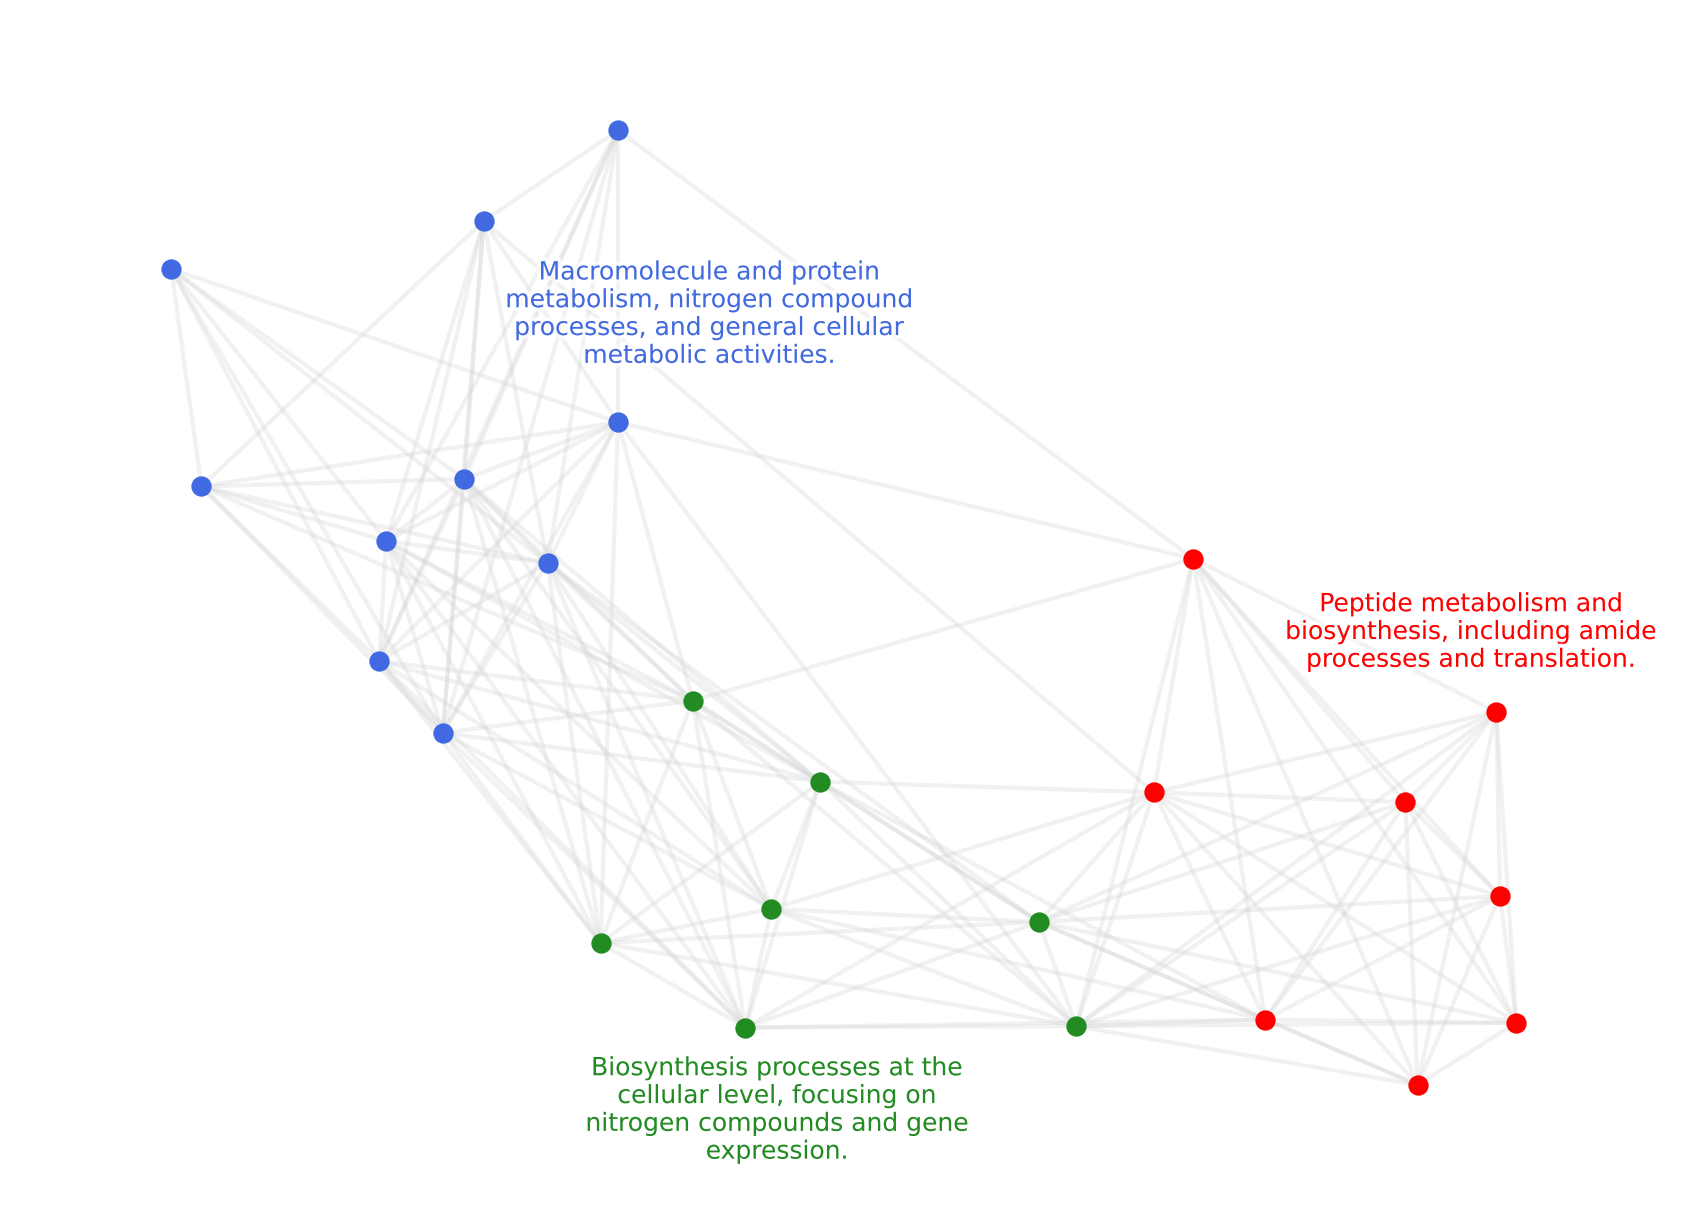 Macromolecule and protein
metabolism, nitrogen compound
processes, and general cellular
metabolic activities.
Peptide metabolism and
biosynthesis, including amide
processes and translation.
Biosynthesis processes at the
cellular level, focusing on
nitrogen compounds and gene
expression.